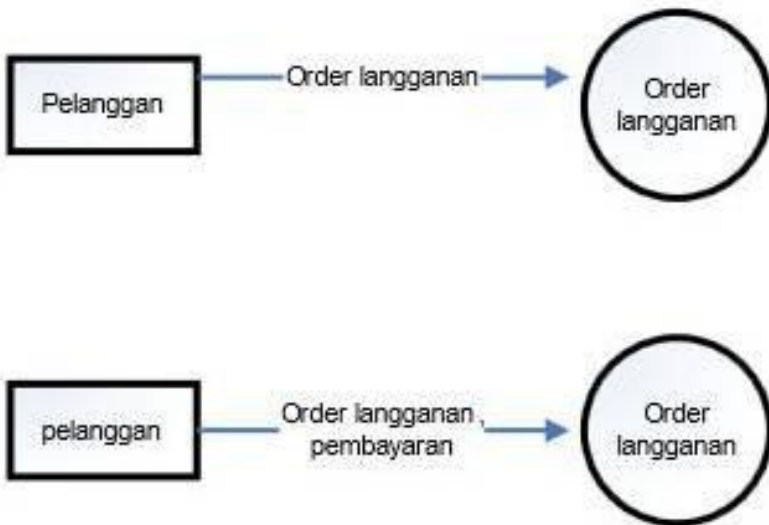 Pelanggan
Order langganan
Order
langganan
pelanggan
Order langganan,
pembayaran
Order
langganan